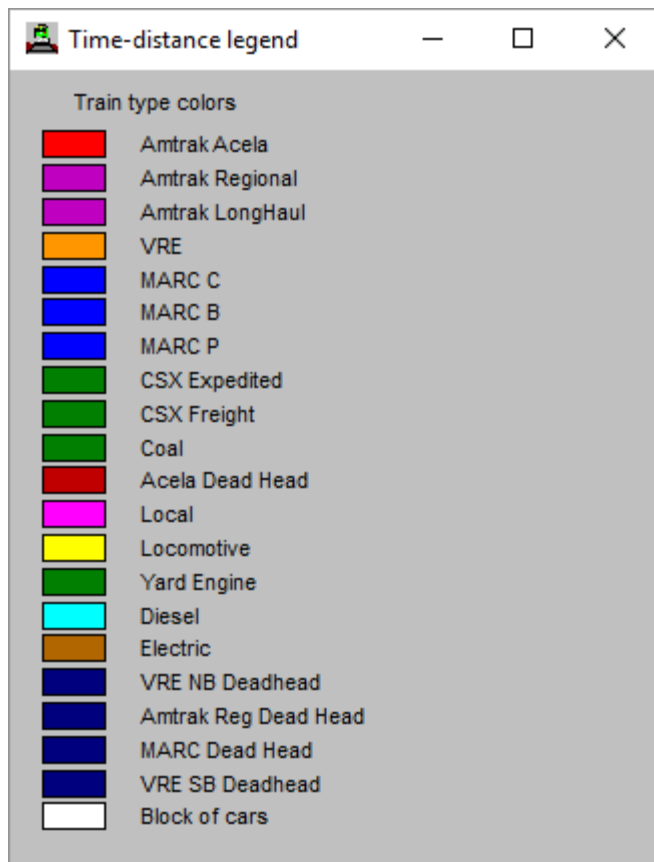 Time-distance legend
Train type colors
Amtrak Acela
Amtrak Regional
Amtrak LongHaul
VRE
MARC C
MARC B
MARC P
CSX Expedited
CSX Freight
Coal
Acela Dead Head
Local
Locomotive
Yard Engine
Diesel
Electric
VRE NB Deadhead
Amtrak Reg Dead Head
MARC Dead Head
VRE SB Deadhead
Block of cars